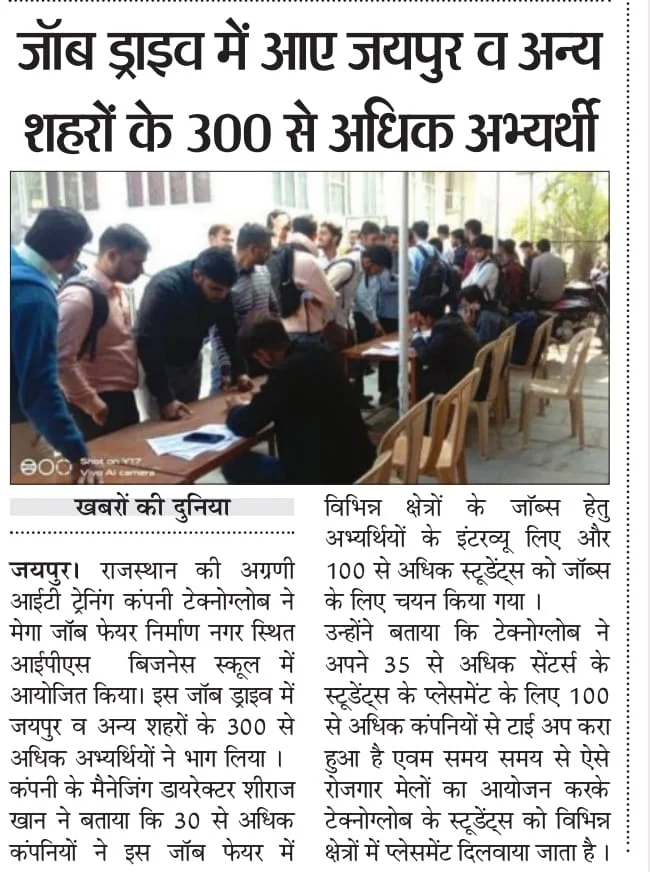 जॉब ड्राइव में आए जयपुर व अन्य
शहरों के 300 से अधिक अभ्यर्थी
Shot on Y17
Vivo AI camera
खबरों की दुनिया
जयपुर। राजस्थान की अग्रणी
आईटी ट्रेनिंग कंपनी टेक्नोग्लोब ने
मेगा जॉब फेयर निर्माण नगर स्थित
आईपीएस बिजनेस स्कूल में
आयोजित किया। इस जॉब ड्राइव में
जयपुर व अन्य शहरों के 300 से
अधिक अभ्यर्थियों ने भाग लिया ।
कंपनी के मैनेजिंग डायरेक्टर शीराज
खान ने बताया कि 30 से अधिक
कंपनियों ने इस जॉब फेयर में
विभिन्न क्षेत्रों के जॉब्स हेतु
अभ्यर्थियों के इंटरव्यू लिए और
100 से अधिक स्टूडेंट्स को जॉब्स
के लिए चयन किया गया ।
उन्होंने बताया कि टेक्नोग्लोब ने
अपने 35 से अधिक सेंटर्स के
स्टूडेंट्स के प्लेसमेंट के लिए 100
से अधिक कंपनियों से टाई अप करा
हुआ है एवम समय समय से ऐसे
रोजगार मेलों का आयोजन करके
टेक्नोग्लोब के स्टूडेंट्स को विभिन्न
क्षेत्रों में प्लेसमेंट दिलवाया जाता है ।